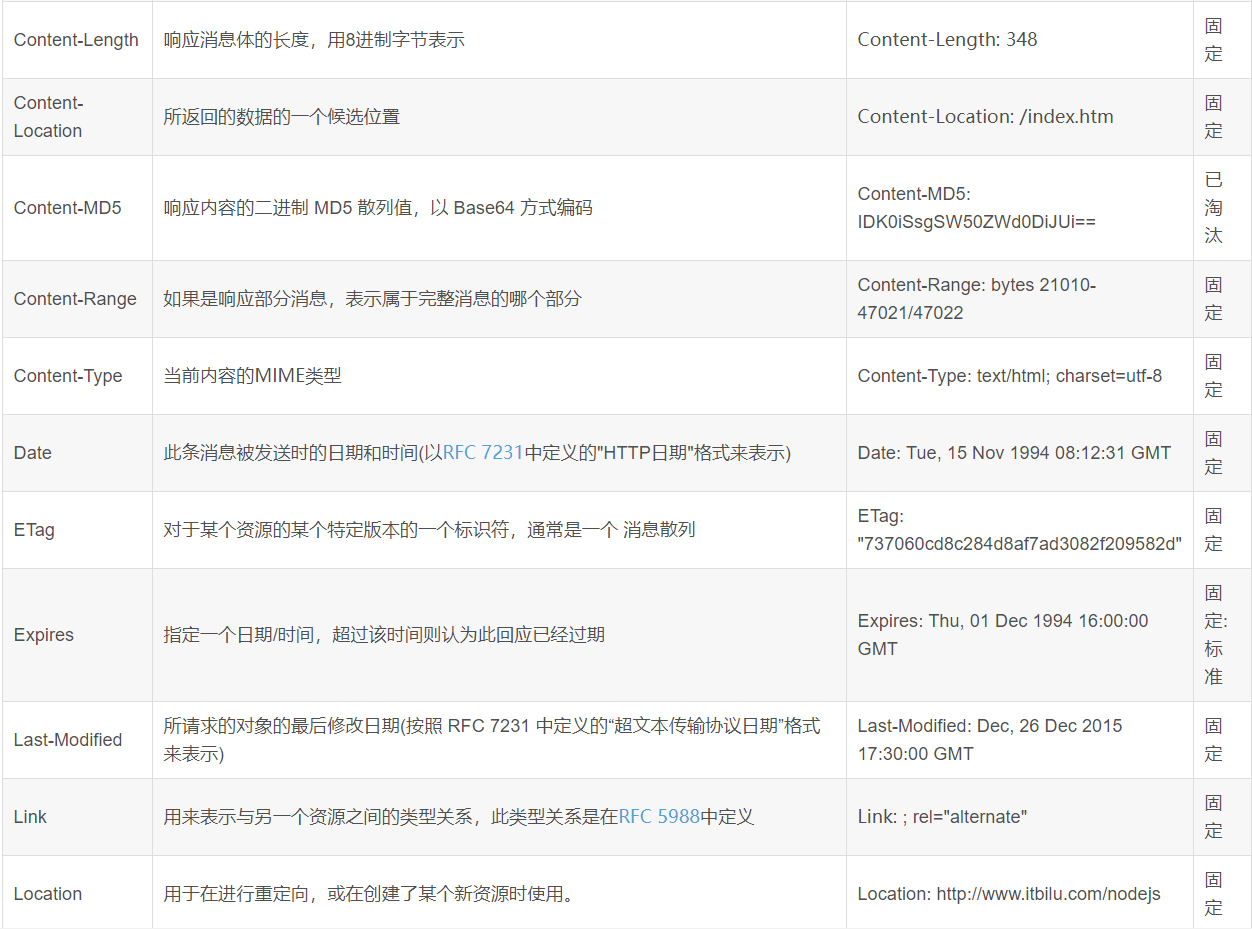 Content-Length
响应消息体的长度，用8进制字节表示
Content-Length: 348
固
定
Content-
Location
所返回的数据的一个候选位置
Content-Location: /index.htm
固
定
Content-MD5
响应内容的二进制 MD5 散列值，以 Base64 方式编码
Content-MD5:
IDK0iSsgSW50ZWd0DiJUi==
已
淘
汰
Content-Range
如果是响应部分消息，表示属于完整消息的哪个部分
Content-Range: bytes 21010-
47021/47022
固
定
Content-Type
当前内容的MIME类型
Content-Type: text/html; charset=utf-8
固
定
Date
此条消息被发送时的日期和时间(以RFC 7231中定义的"HTTP日期"格式来表示)
Date: Tue, 15 Nov 1994 08:12:31 GMT
固
定
ETag
对于某个资源的某个特定版本的一个标识符，通常是一个 消息散列
ETag:
"737060cd8c284d8af7ad3082f209582d"
固
定
Expires
指定一个日期/时间，超过该时间则认为此回应已经过期
Expires: Thu, 01 Dec 1994 16:00:00
GMT
固
定:
标
准
Last-Modified
所请求的对象的最后修改日期(按照 RFC 7231 中定义的“超文本传输协议日期”格式
来表示)
Last-Modified: Dec, 26 Dec 2015
17:30:00 GMT
固
定
Link
用来表示与另一个资源之间的类型关系，此类型关系是在RFC 5988中定义
Link: ; rel="alternate"
固
定
Location
用于在进行重定向，或在创建了某个新资源时使用。
Location: http://www.itbilu.com/nodejs
固
定